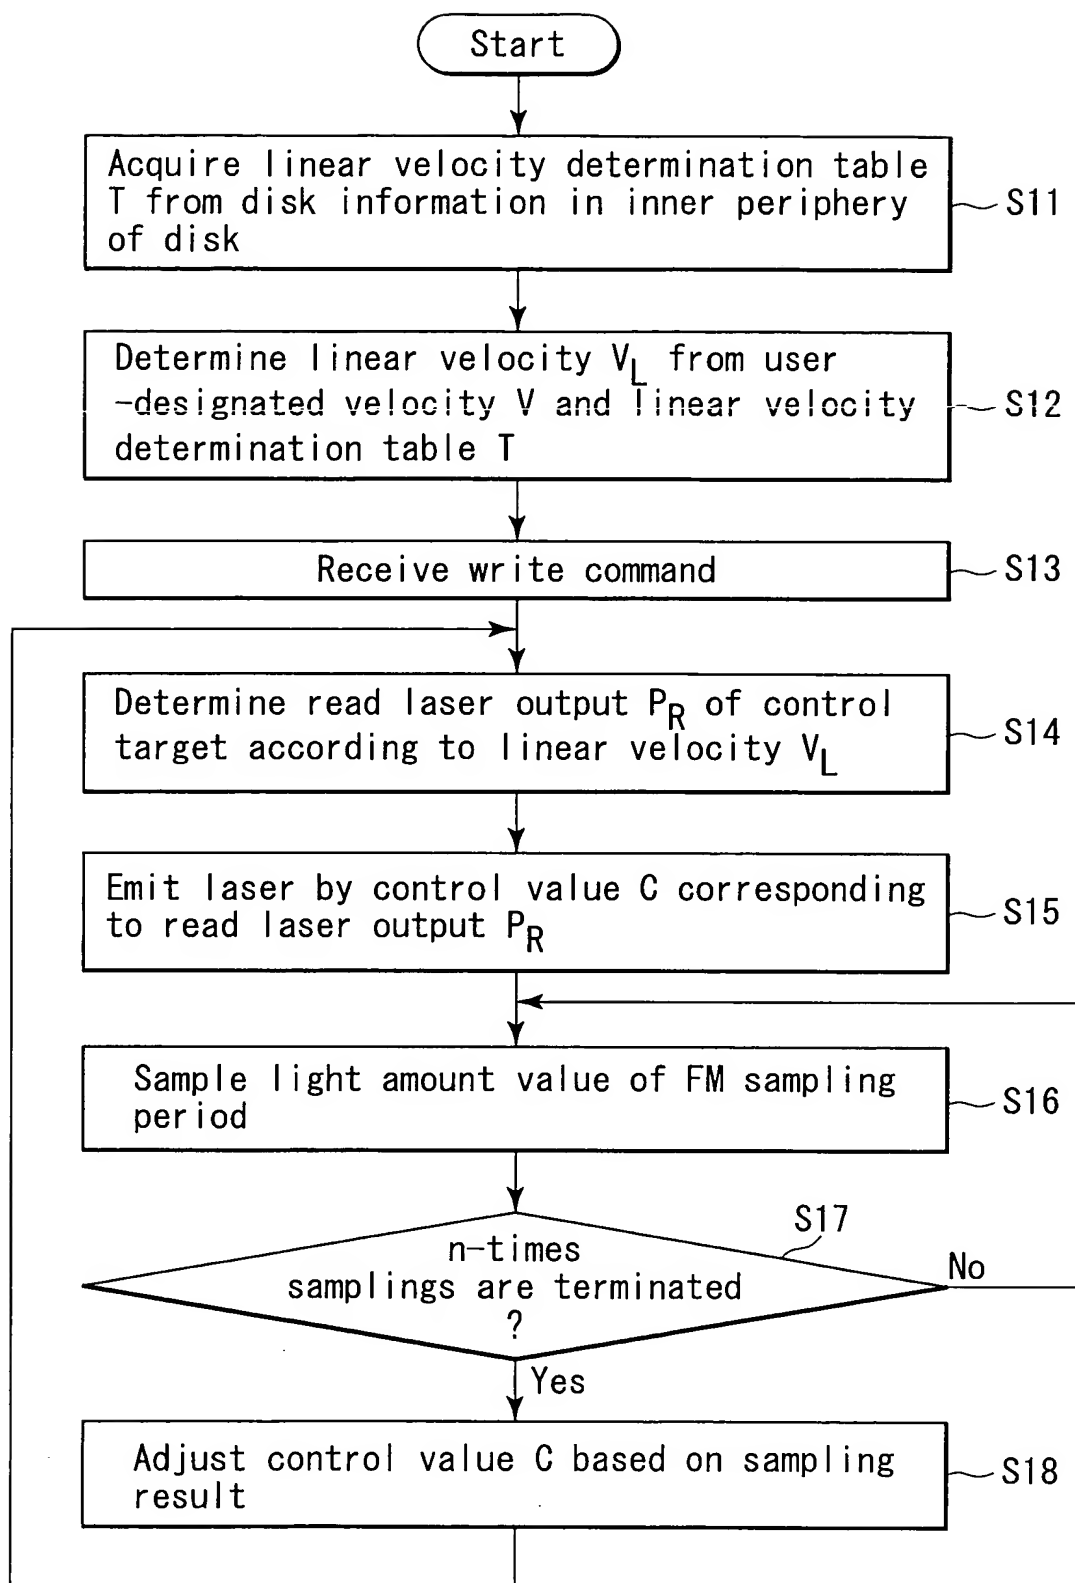 Start
Acquire linear velocity determination table
T from disk information in inner periphery
of disk
S11
Determine linear velocity VL from user
-designated velocity V and linear velocity
determination table T
S12
Receive write command
S13
Determine read laser output PR of control
target according to linear velocity VL
S14
Emit laser by control value C corresponding
to read laser output PR
S15
Sample light amount value of FM sampling
period
S16
S17
n-times
samplings are terminated
?
No
Yes
Adjust control value C based on sampling
result
S18